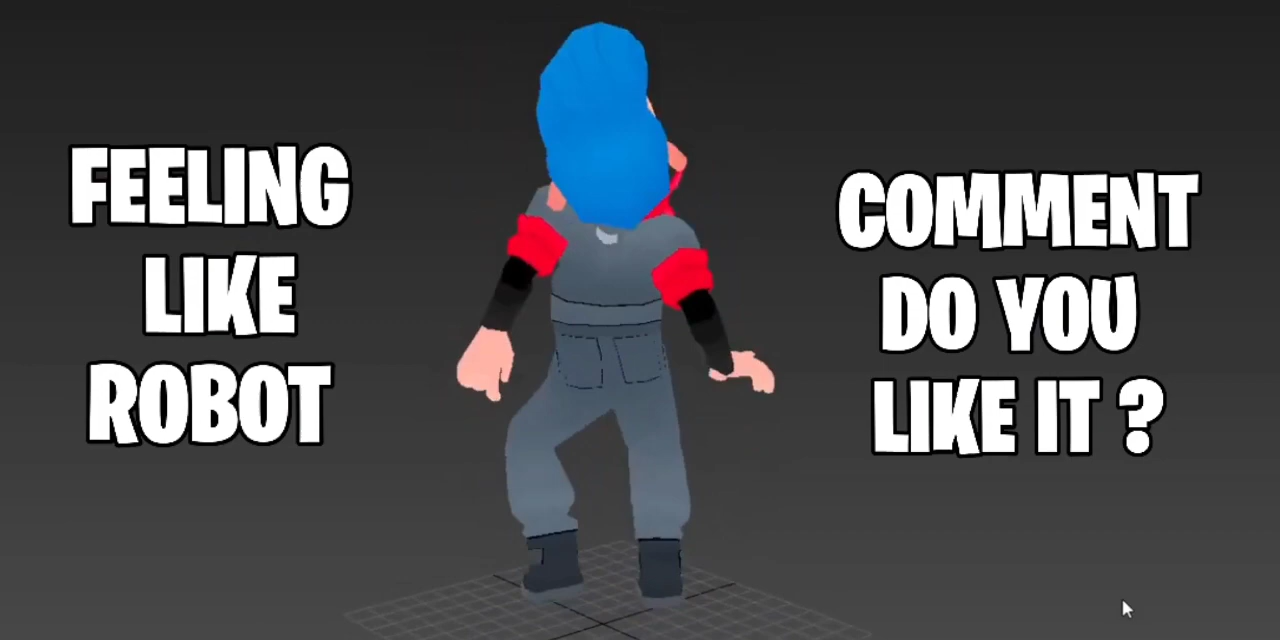 FEELING
LIKE
ROBOT
COMMENT
DO YOU
LIKE IT ?